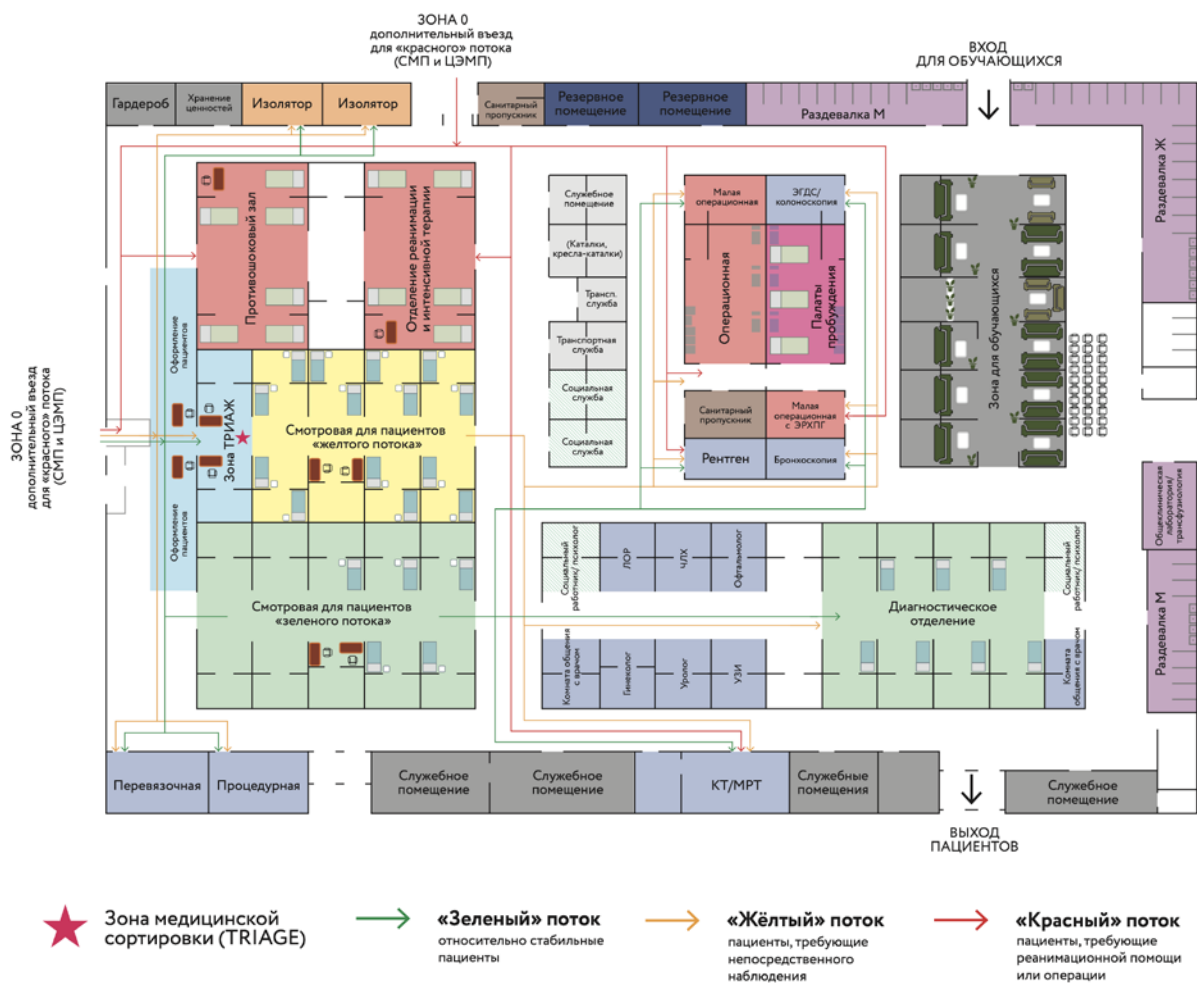 ЗОНА 0
дополнительный въезд
для «красного» потока
(СМП и ЦЭМП)
ВХОД
ДЛЯ ОБУЧАЮЩИХСЯ
Гардероб
Хранение
ценностей
Изолятор
Изолятор
Санитарный
пропускник
Резервное
помещение
Резервное
помещение
Раздевалка М
Раздевалка Ж
Противошоковый зал
Отделение реанимации
и интенсивной терапии
Служебное
помещение
(Каталки,
кресла-каталки)
Трансп.
служба
Транспортная
служба
Социальная
служба
Социальная
служба
Малая
операционная
ЭГДС/
колоноскопия
Операционная
Палаты
пробуждения
Санитарный
пропускник
Малая
операционная
с ЭРХПГ
Рентген
Бронхоскопия
Зона для обучающихся
ЗОНА 0
дополнительный въезд
для «красного» потока
(СМП и ЦЭМП)
Оформление
пациентов
Зона ТРИАЖ
Смотровая для пациентов
«желтого потока»
Оформление
пациентов
Общеклиническая
лаборатория/
трансфузиология
Раздевалка М
Смотровая для пациентов
«зеленого потока»
Социальный
работник/ психолог
ЛОР
ЧЛХ
Офтальмолог
Диагностическое
отделение
Социальный
работник/ психолог
Комната общения
с врачом
Гинеколог
Уролог
УЗИ
Комната
общения с врачом
Перевязочная
Процедурная
Служебное
помещение
Служебное
помещение
КТ/МРТ
Служебные
помещения
Служебное
помещение
ВЫХОД
ПАЦИЕНТОВ
Зона медицинской
сортировки (TRIAGE)
«Зеленый» поток
относительно стабильные
пациенты
«Жёлтый» поток
пациенты, требующие
непосредственного
наблюдения
«Красный» поток
пациенты, требующие
реанимационной помощи
или операции